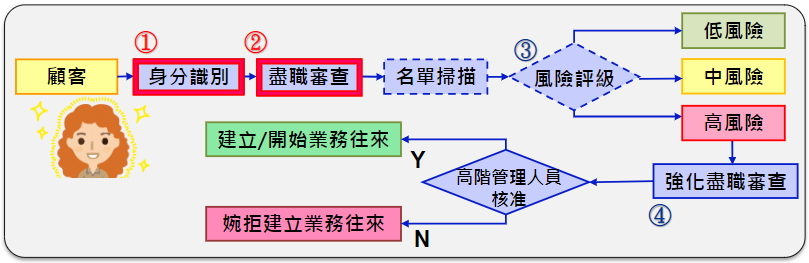 ①
②
③
顧客
身分識別
盡職審查
名單掃描
風險評級
低風險
中風險
高風險
強化盡職審查
④
高階管理人員
核准
Y
建立/開始業務往來
N
婉拒建立業務往來